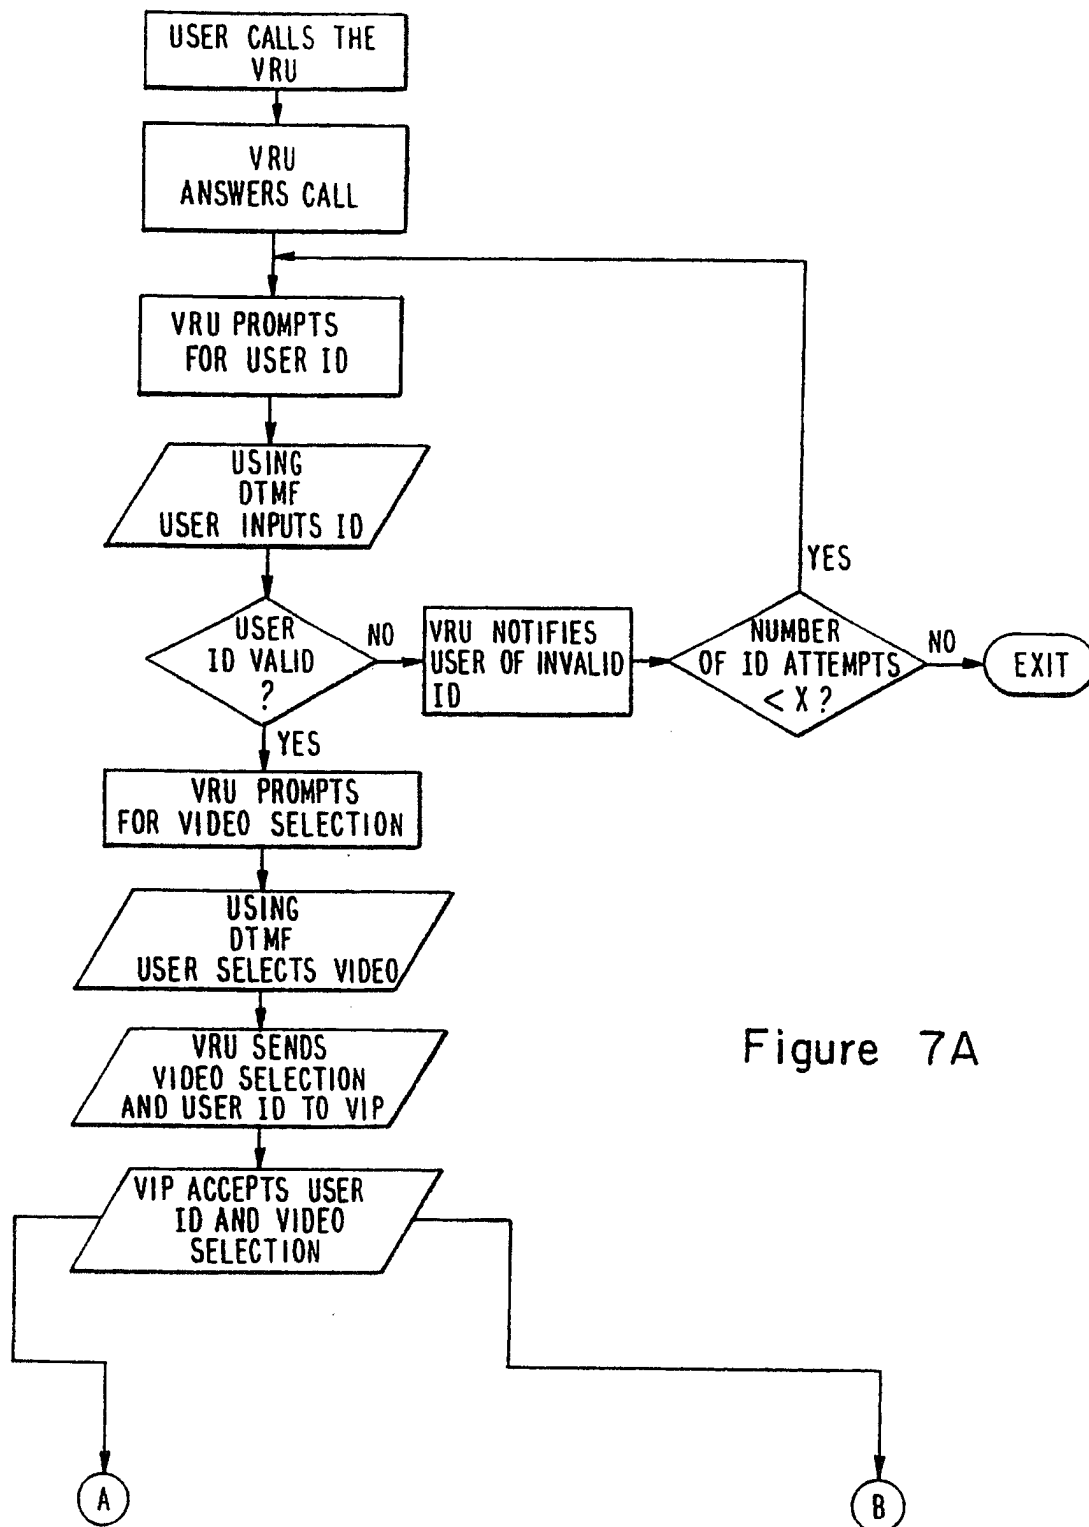 USER CALLS THE
VRU
VRU
ANSWERS CALL
VRU PROMPTS
FOR USER ID
USING
DTMF
USER INPUTS ID
YES
USER
ID VALID
?
NO
VRU NOTIFIES
USER OF INVALID
ID
NUMBER
OF ID ATTEMPTS
< X ?
NO
EXIT
YES
VRU PROMPTS
FOR VIDEO SELECTION
USING
DTMF
USER SELECTS VIDEO
VRU SENDS
VIDEO SELECTION
AND USER ID TO VIP
Figure 7A
VIP ACCEPTS USER
ID AND VIDEO
SELECTION
A
B